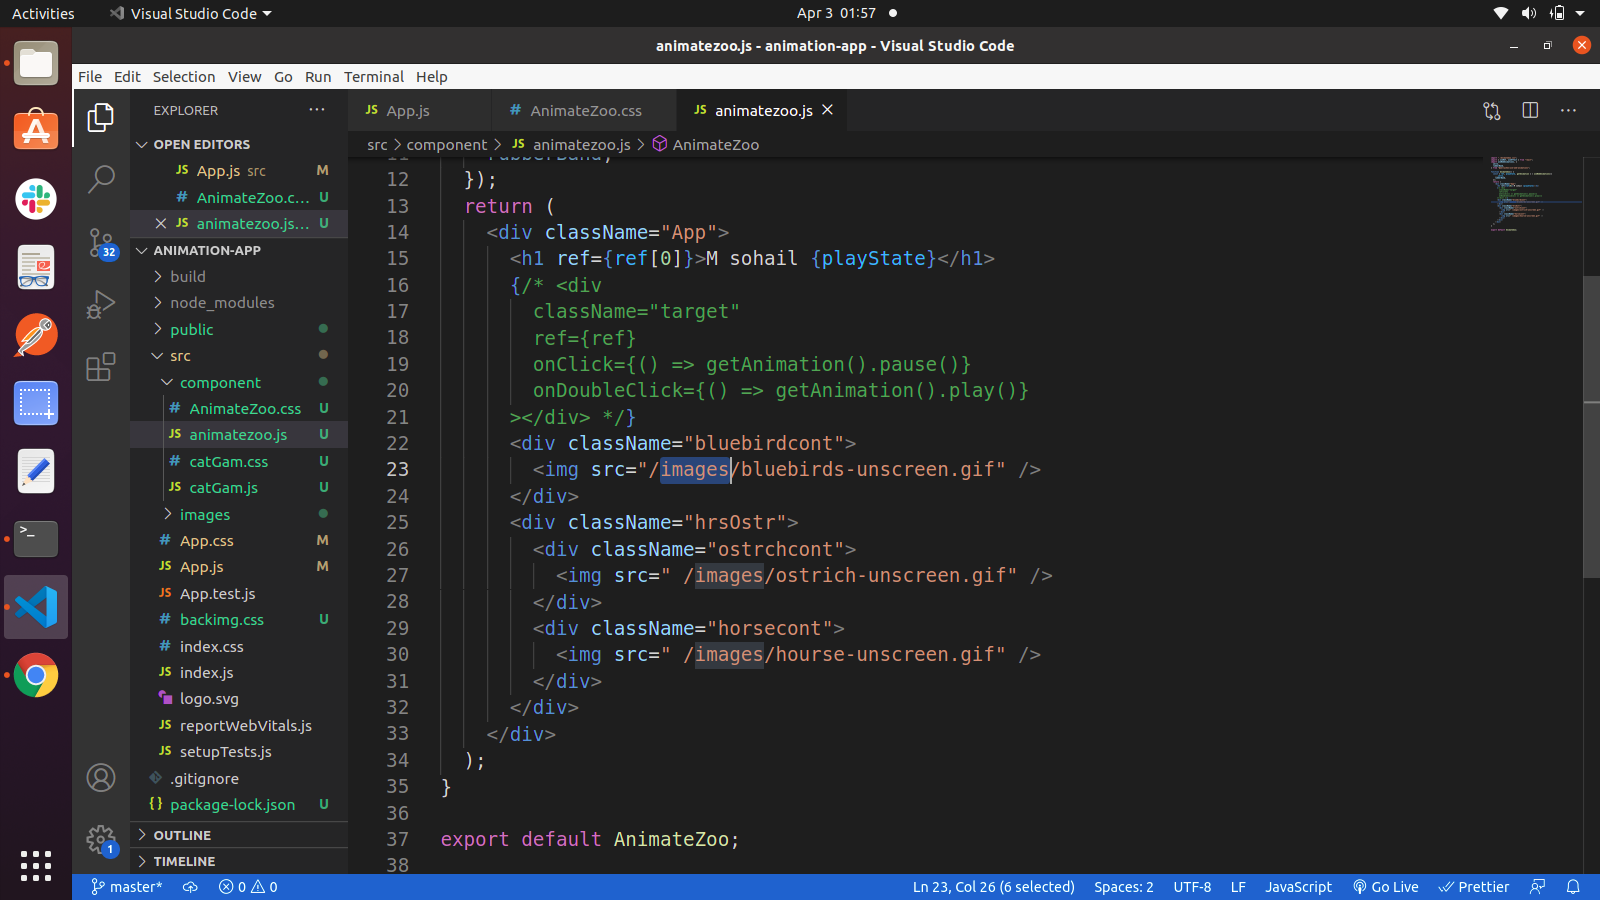 Activities
Visual Studio Code
Apr 3 01:57
animatezoo.js - animation-app - Visual Studio Code
File Edit Selection View Go Run Terminal Help
EXPLORER
JS App.js
# AnimateZoo.css
JS animatezoo.js
src > component > JS animatezoo.js > AnimateZoo
OPEN EDITORS
JS App.js src M
# AnimateZoo.c... U
JS animatezoo.js... U
ANIMATION-APP
build
node_modules
public
src
component
# AnimateZoo.css U
JS animatezoo.js U
# catGam.css U
JS catGam.js U
images
# App.css M
JS App.js M
JS App.test.js
# backimg.css U
# index.css
JS index.js
logo.svg
JS reportWebVitals.js
JS setupTests.js
.gitignore
{} package-lock.json U
OUTLINE
TIMELINE
32
1
11 rubberBand,
12 });
13 return (
14 <div className="App">
15 <h1 ref={ref[0]}>M sohail {playState}</h1>
16 {/* <div
17 className="target"
18 ref={ref}
19 onClick={() => getAnimation().pause()}
20 onDoubleClick={() => getAnimation().play()}
21 ></div> */}
22 <div className="bluebirdcont">
23 <img src="/images/bluebirds-unscreen.gif" />
24 </div>
25 <div className="hrsOstr">
26 <div className="ostrchcont">
27 <img src=" /images/ostrich-unscreen.gif" />
28 </div>
29 <div className="horsecont">
30 <img src=" /images/hourse-unscreen.gif" />
31 </div>
32 </div>
33 </div>
34 );
35 }
36
37 export default AnimateZoo;
38
master* 0 0 Ln 23, Col 26 (6 selected) Spaces: 2 UTF-8 LF JavaScript Go Live Prettier